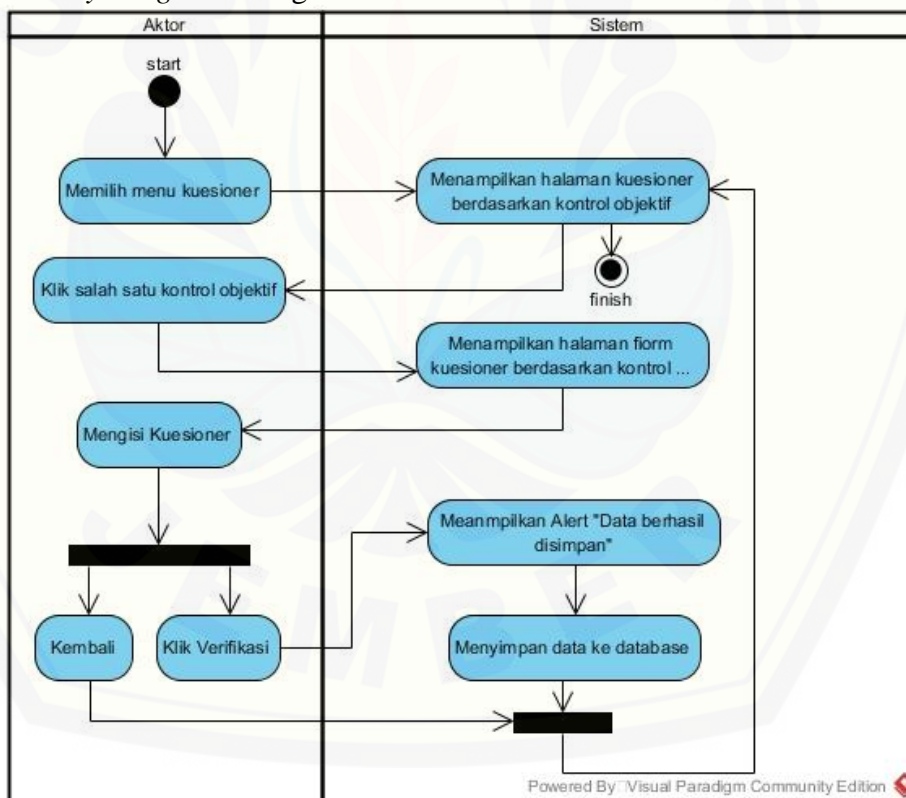 Aktor
Sistem
start
Memilih menu kuesioner
Menampilkan halaman kuesioner
berdasarkan kontrol objektif
Klik salah satu kontrol objektif
finish
Menampilkan halaman fiorm
kuesioner berdasarkan kontrol ...
Mengisi Kuesioner
Meanmpilkan Alert "Data berhasil
disimpan"
Kembali
Klik Verifikasi
Menyimpan data ke database
JEMBER
Powered By Visual Paradigm Community Edition